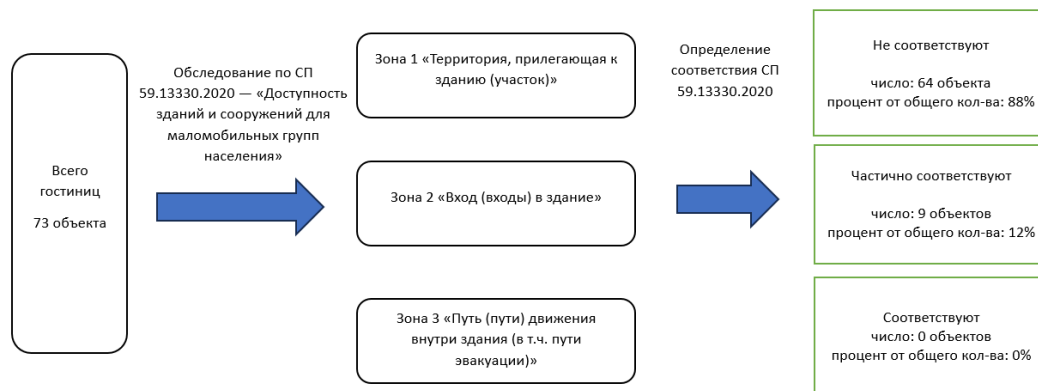 Всего
гостиниц
73 объекта
Обследование по СП
59.13330.2020 — «Доступность
зданий и сооружений для
маломобильных групп
населения»
Зона 1 «Территория, прилегающая к
зданию (участок)»
Зона 2 «Вход (входы) в здание»
Зона 3 «Путь (пути) движения
внутри здания (в т.ч. пути
эвакуации)»
Определение
соответствия СП
59.13330.2020
Не соответствуют
число: 64 объекта
процент от общего кол-ва: 88%
Частично соответствуют
число: 9 объектов
процент от общего кол-ва: 12%
Соответствуют
число: 0 объектов
процент от общего кол-ва: 0%